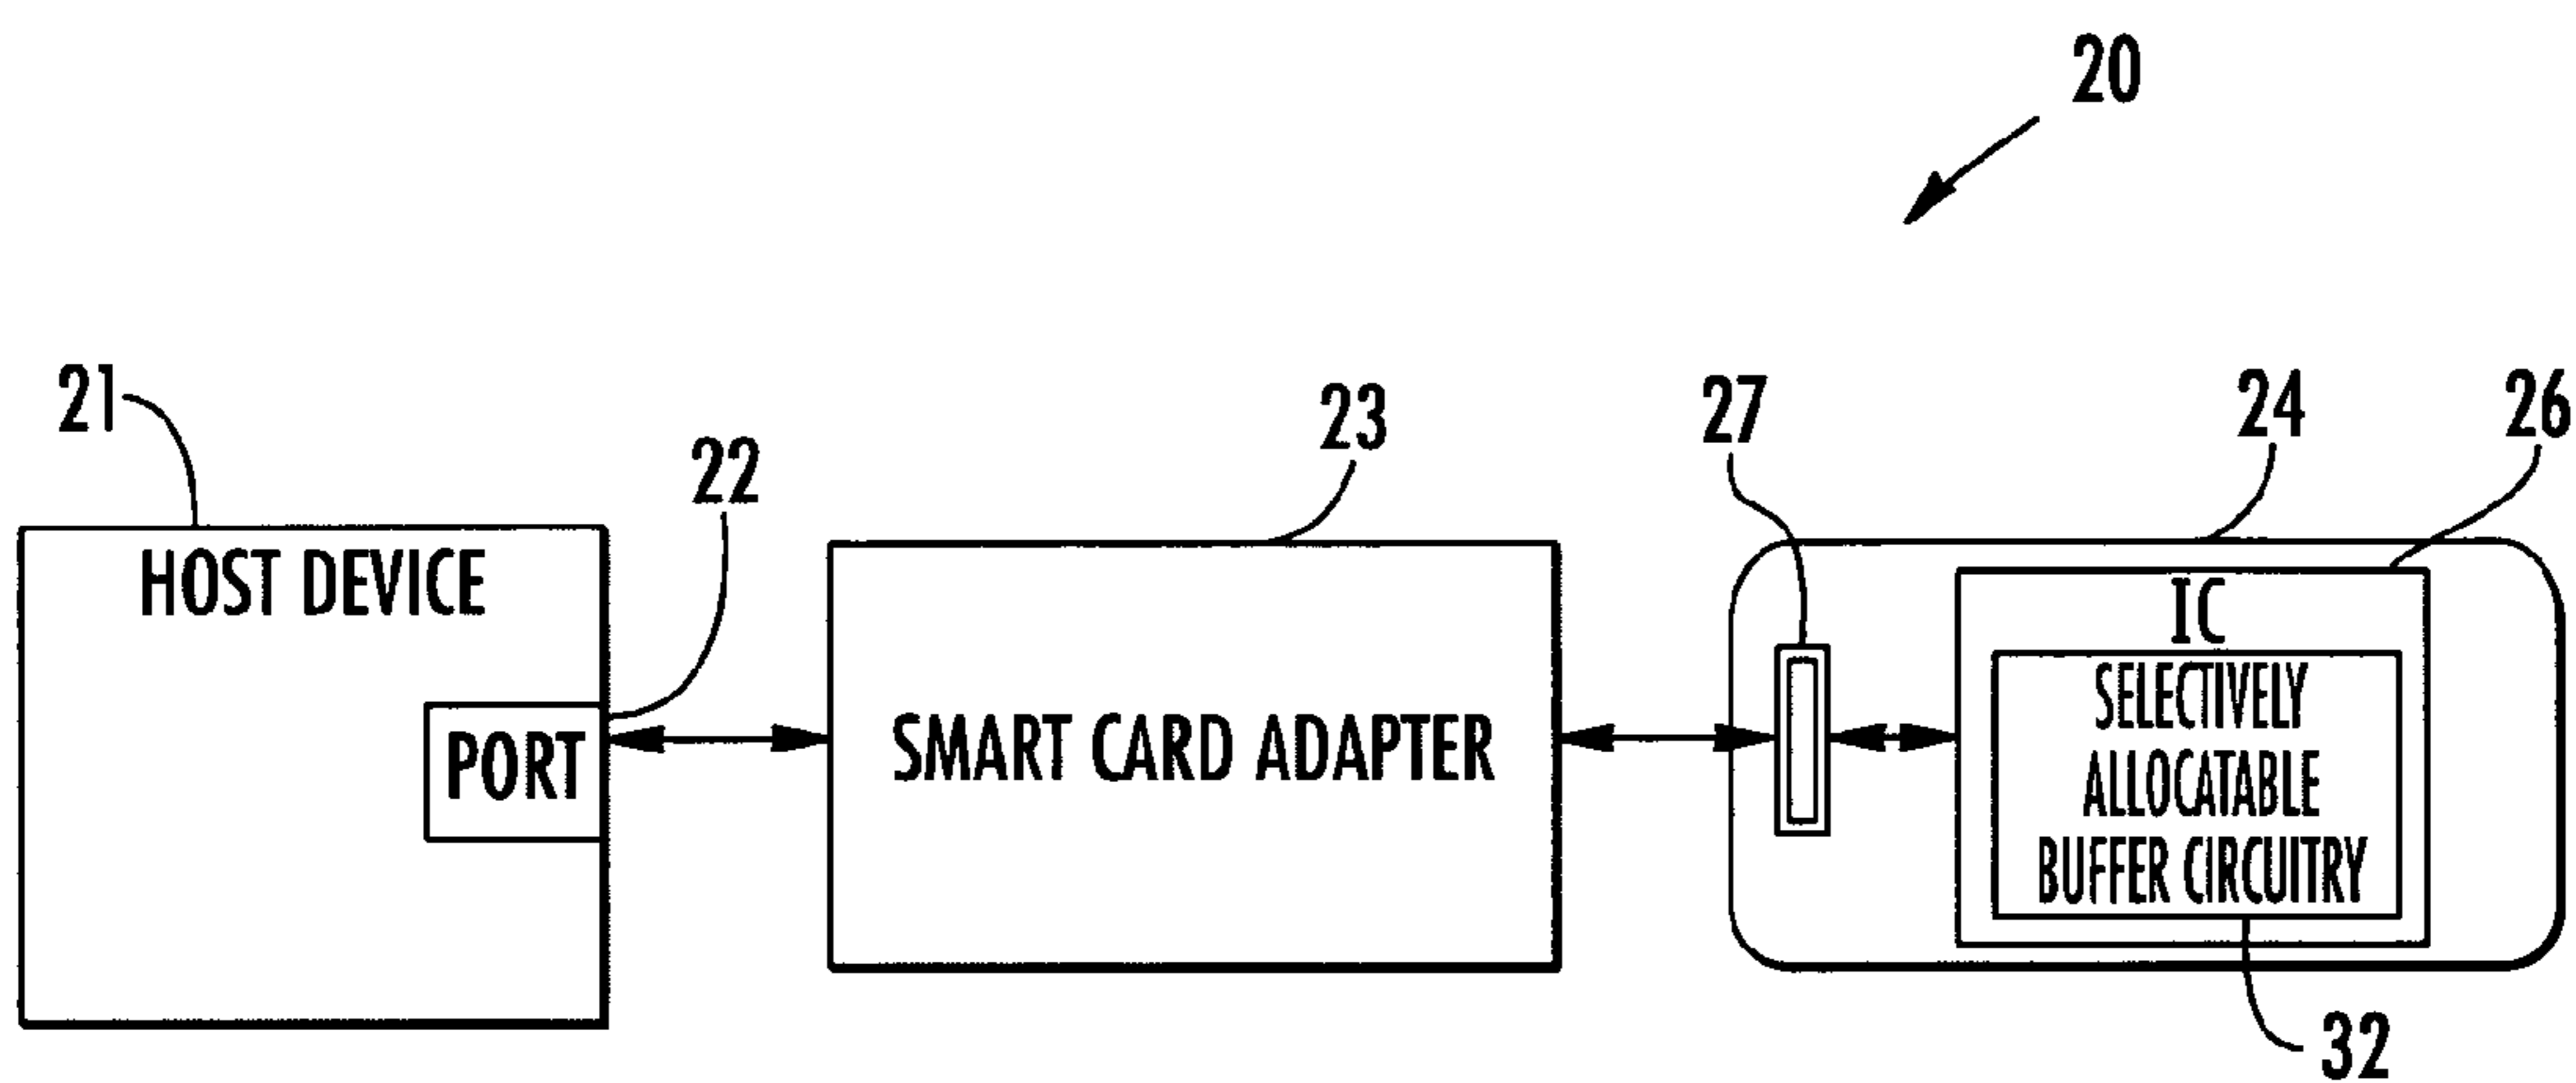 20
21
22
23
27
24
26
HOST DEVICE
PORT
SMART CARD ADAPTER
IC
SELECTIVELY
ALLOCATABLE
BUFFER CIRCUITRY
32